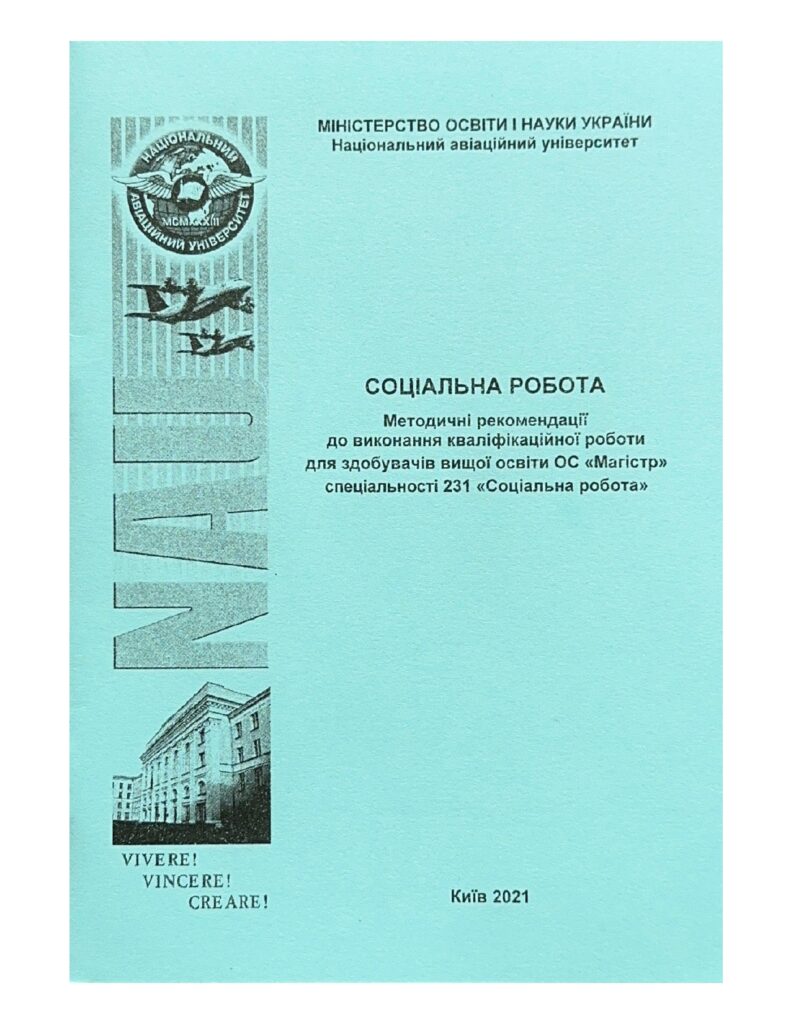 МІНІСТЕРСТВО ОСВІТИ І НАУКИ УКРАЇНИ
Національний авіаційний університет
НАЦІОНАЛЬНИЙ
MCMXXXIII
АВІАЦІЙНИЙ УНІВЕРСИТЕТ
NAU
СОЦІАЛЬНА РОБОТА
Методичні рекомендації
до виконання кваліфікаційної роботи
для здобувачів вищої освіти ОС «Магістр»
спеціальності 231 «Соціальна робота»
VIVERE!
VINCERE!
CREARE!
Київ 2021